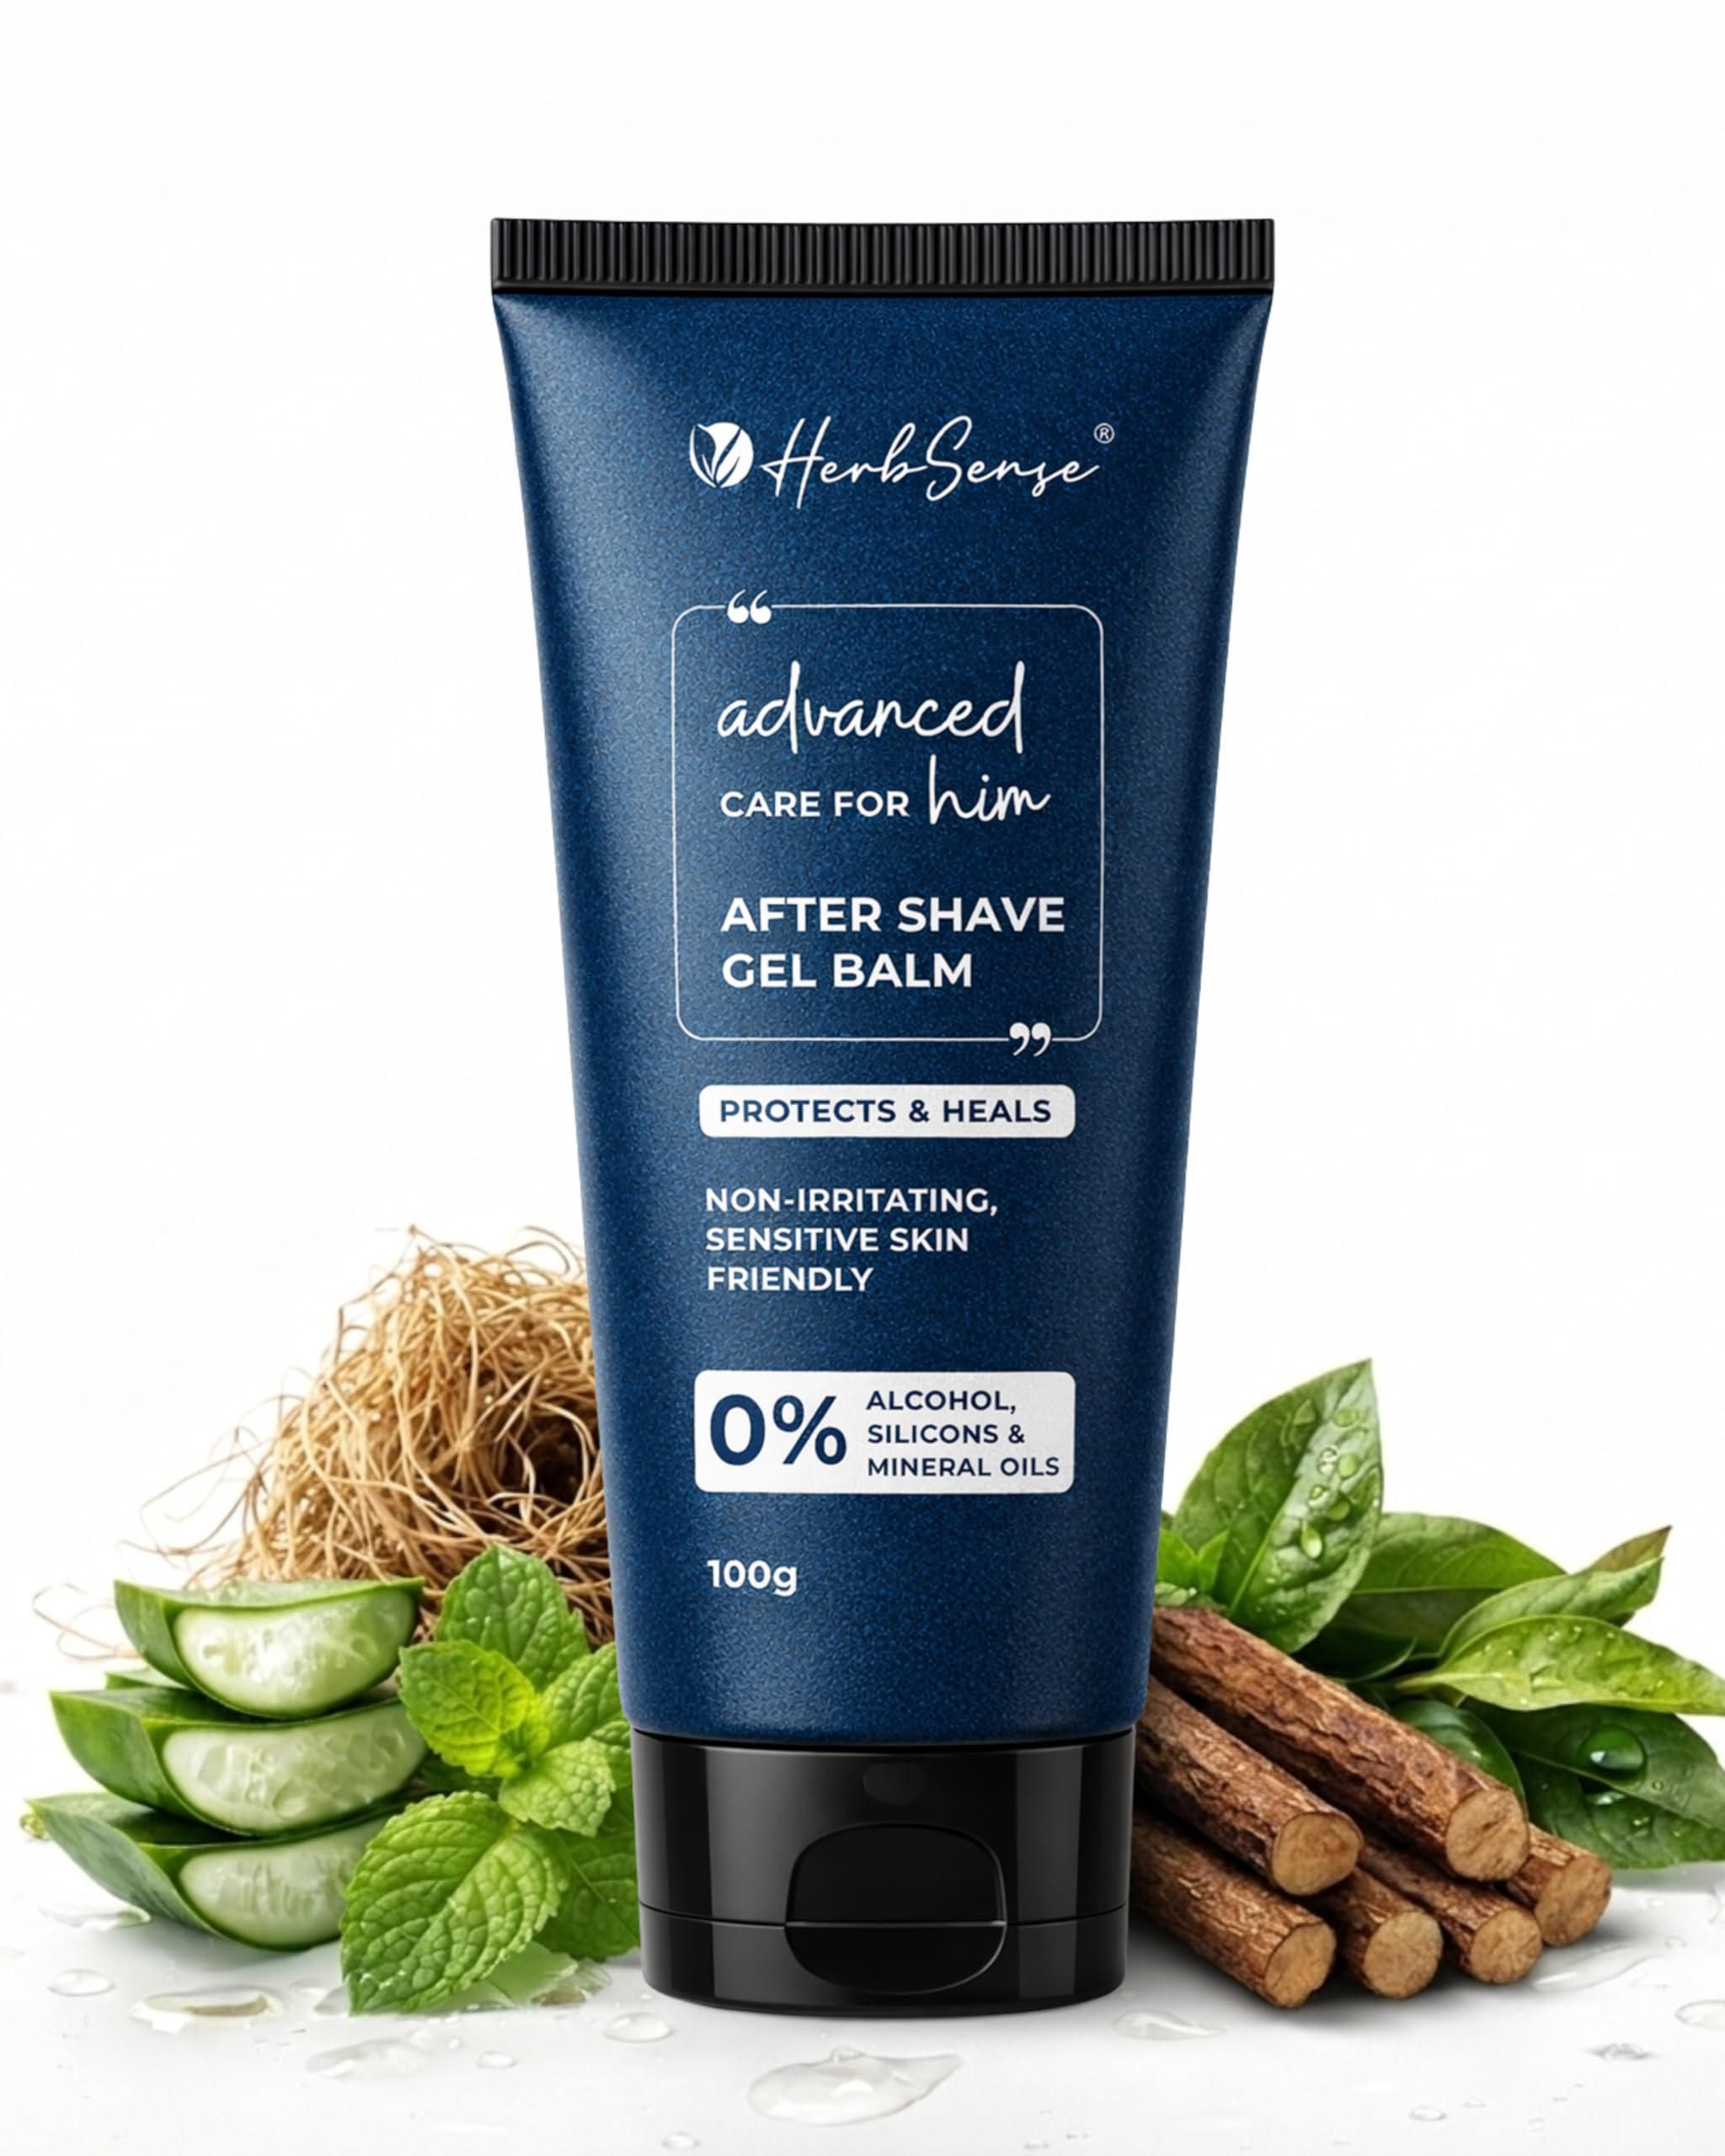 HerbSense®
“
advanced
CARE FOR him
AFTER SHAVE
GEL BALM
”
PROTECTS & HEALS
NON-IRRITATING,
SENSITIVE SKIN
FRIENDLY
0% ALCOHOL,
SILICONS &
MINERAL OILS
100g